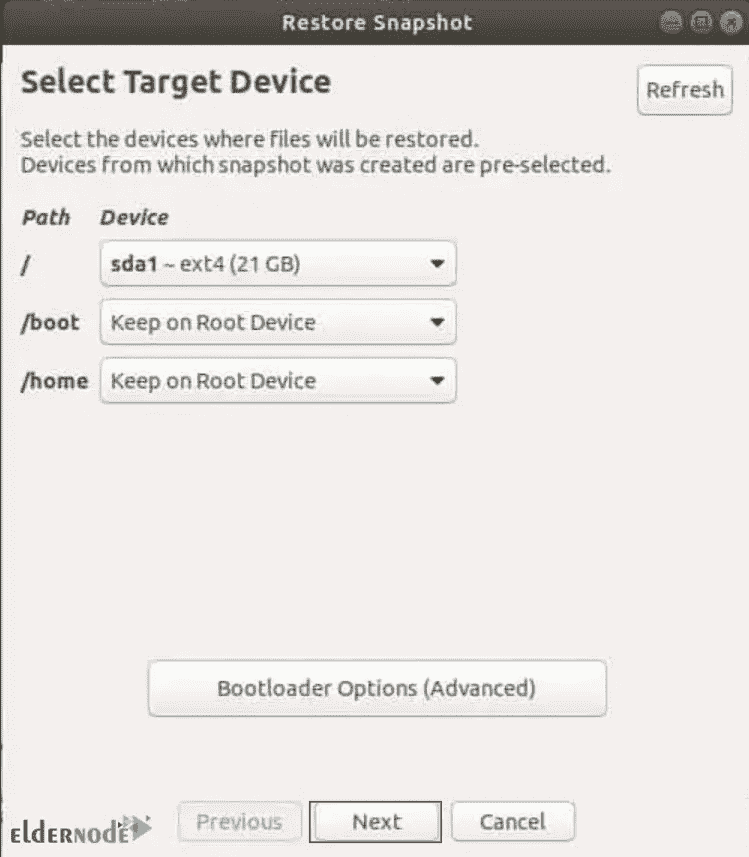 Restore Snapshot
Select Target Device
Refresh
Select the devices where files will be restored.
Devices from which snapshot was created are pre-selected.
Path Device
/ sda1 ~ ext4 (21 GB)
/boot Keep on Root Device
/home Keep on Root Device
Bootloader Options (Advanced)
eldernode Previous Next Cancel